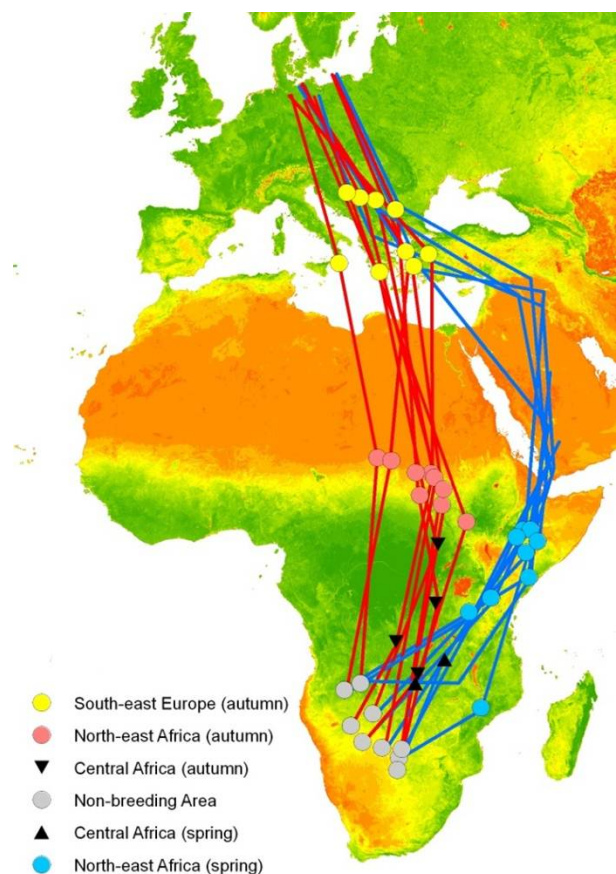 South-east Europe (autumn)
North-east Africa (autumn)
Central Africa (autumn)
Non-breeding Area
Central Africa (spring)
North-east Africa (spring)